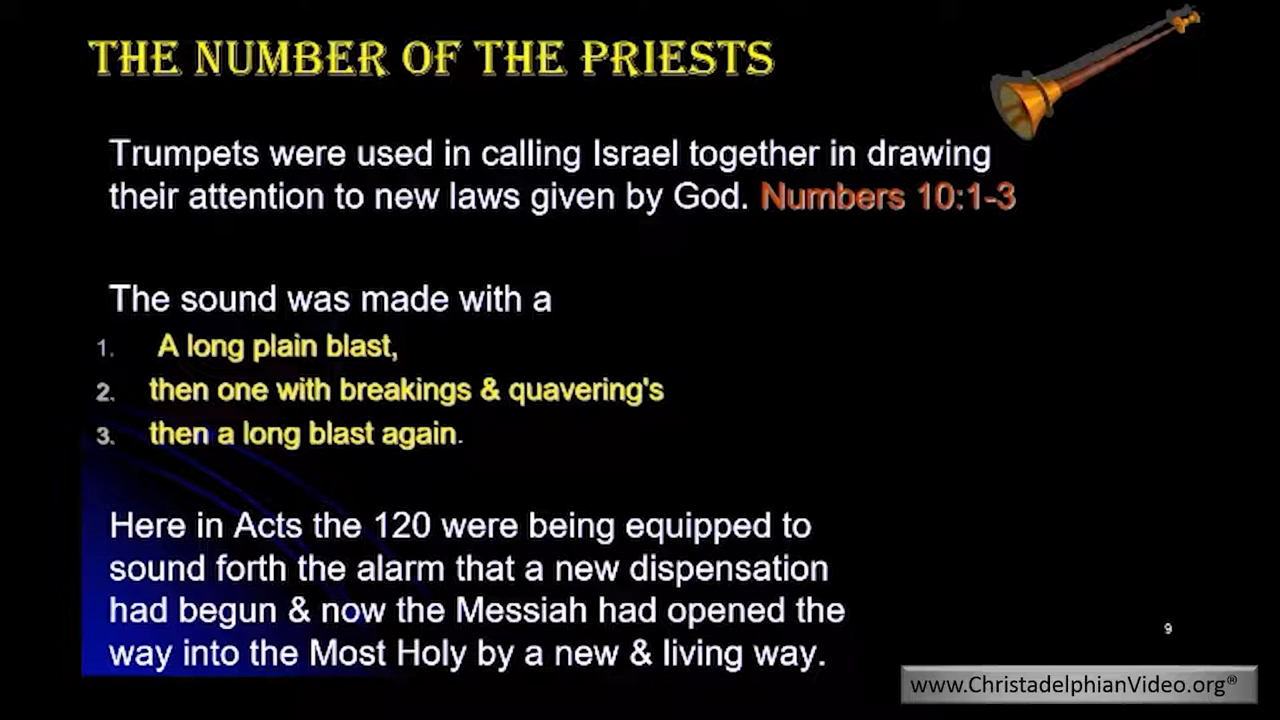 THE NUMBER OF THE PRIESTS
Trumpets were used in calling Israel together in drawing
their attention to new laws given by God. Numbers 10:1-3
The sound was made with a
1. A long plain blast,
2. then one with breakings & quavering's
3. then a long blast again.
Here in Acts the 120 were being equipped to
sound forth the alarm that a new dispensation
had begun & now the Messiah had opened the
way into the Most Holy by a new & living way.
9
www.ChristadelphianVideo.org®